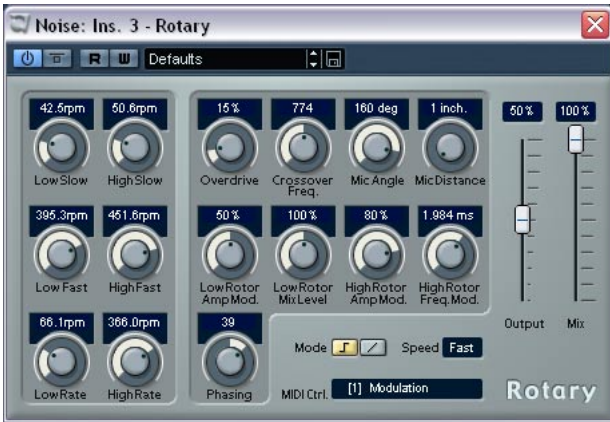 Noise: Ins. 3 - Rotary
R W Defaults
42.5rpm 50.6rpm 15 % 774 160 deg 1 inch. 50 % 100 %
Low Slow High Slow Overdrive Crossover Freq. Mic Angle Mic Distance
395.3rpm 451.6rpm 50 % 100 % 80 % 1.984 ms
Low Fast High Fast Low Rotor Amp Mod. Low Rotor Mix Level High Rotor Amp Mod. High Rotor Freq. Mod.
66.1rpm 366.0rpm 39
Output Mix
Mode Speed Fast
Low Rate High Rate Phasing MIDI Ctrl. [1] Modulation
Rotary